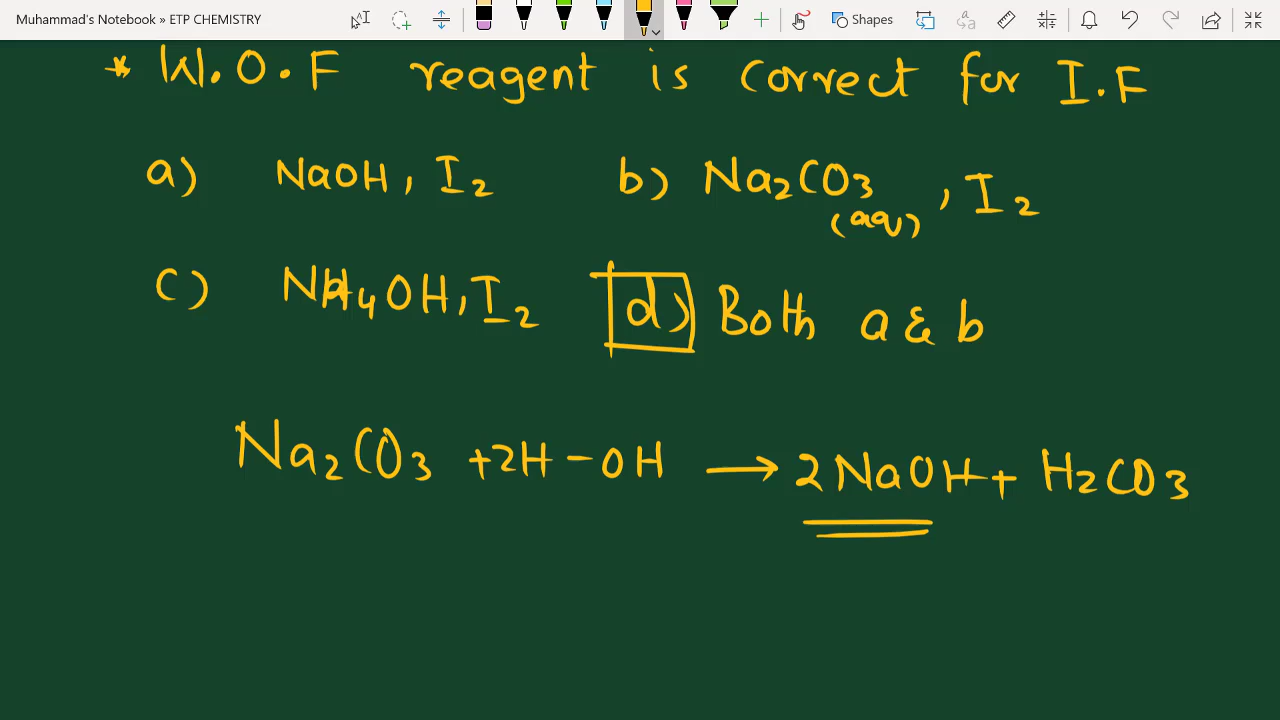 Muhammad's Notebook » ETP CHEMISTRY
Shapes
* W.O.F reagent is correct for I.F
a) NaOH, I2 b) Na2CO3 (aq), I2
c) NH4OH, I2 d) Both a & b
Na2CO3 + 2H-OH → 2NaOH + H2CO3